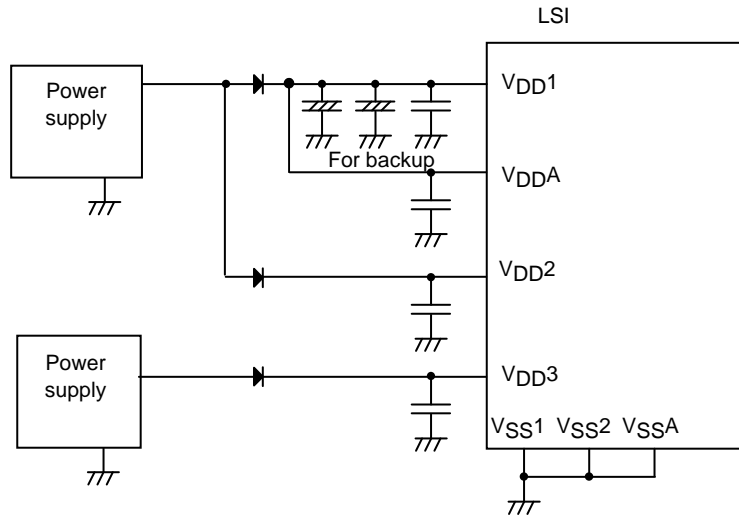 LSI
Power
supply
VDD1
For backup
VDDA
VDD2
Power
supply
VDD3
VSS1 VSS2 VSSA